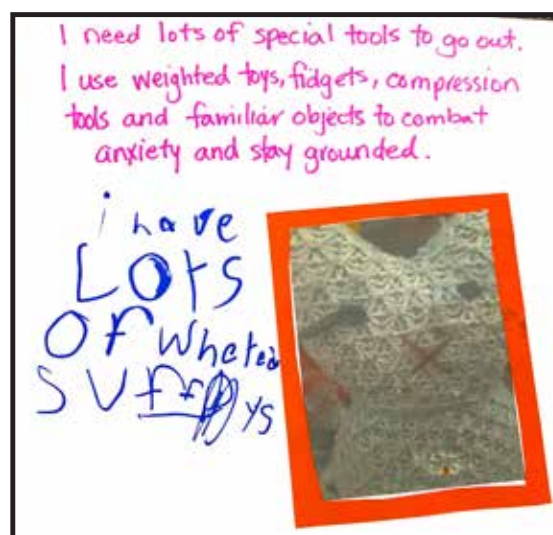 I need lots of special tools to go out.
I use weighted toys, fidgets, compression
tools and familiar objects to combat
anxiety and stay grounded.
i have
LOts
Of wheted